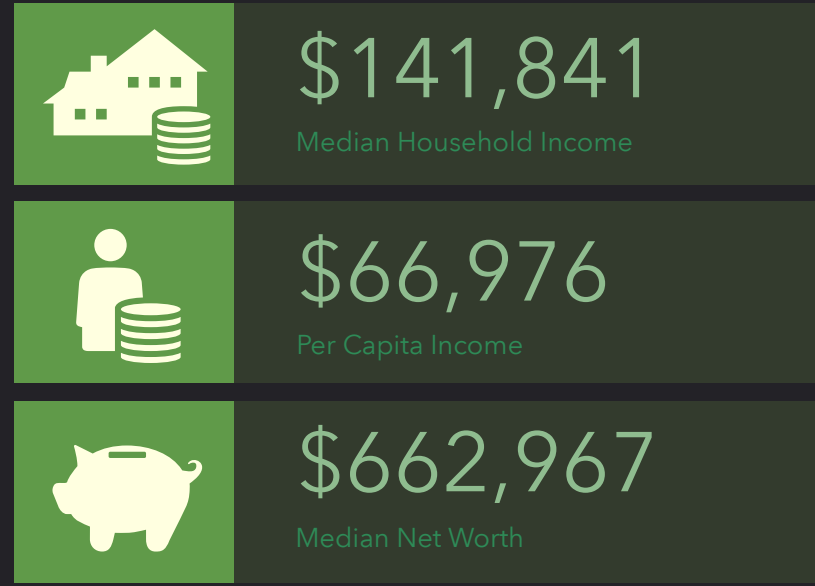 $141,841
Median Household Income
$66,976
Per Capita Income
$662,967
Median Net Worth